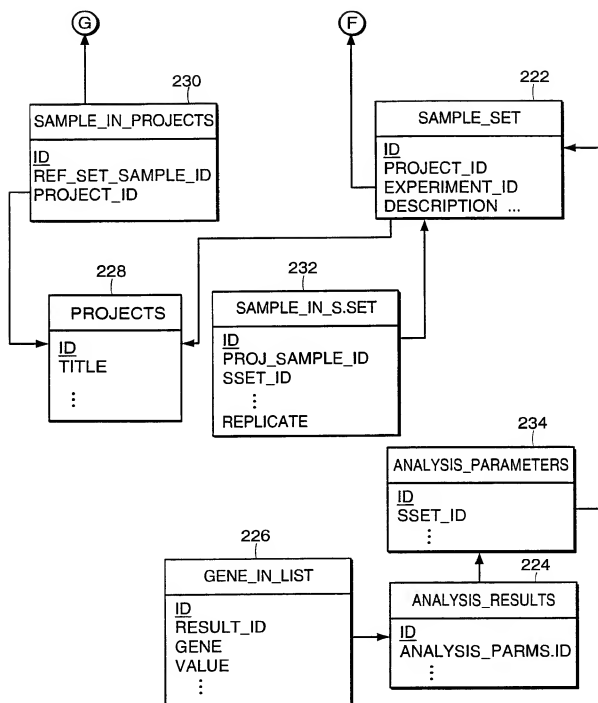 G
F
230
SAMPLE_IN_PROJECTS
ID
REF_SET_SAMPLE_ID
PROJECT_ID
222
SAMPLE_SET
ID
PROJECT_ID
EXPERIMENT_ID
DESCRIPTION ...
228
PROJECTS
ID
TITLE
⋮
232
SAMPLE_IN_S.SET
ID
PROJ_SAMPLE_ID
SSET_ID
⋮
REPLICATE
234
ANALYSIS_PARAMETERS
ID
SSET_ID
⋮
226
GENE_IN_LIST
ID
RESULT_ID
GENE
VALUE
⋮
224
ANALYSIS_RESULTS
ID
ANALYSIS_PARMS.ID
⋮